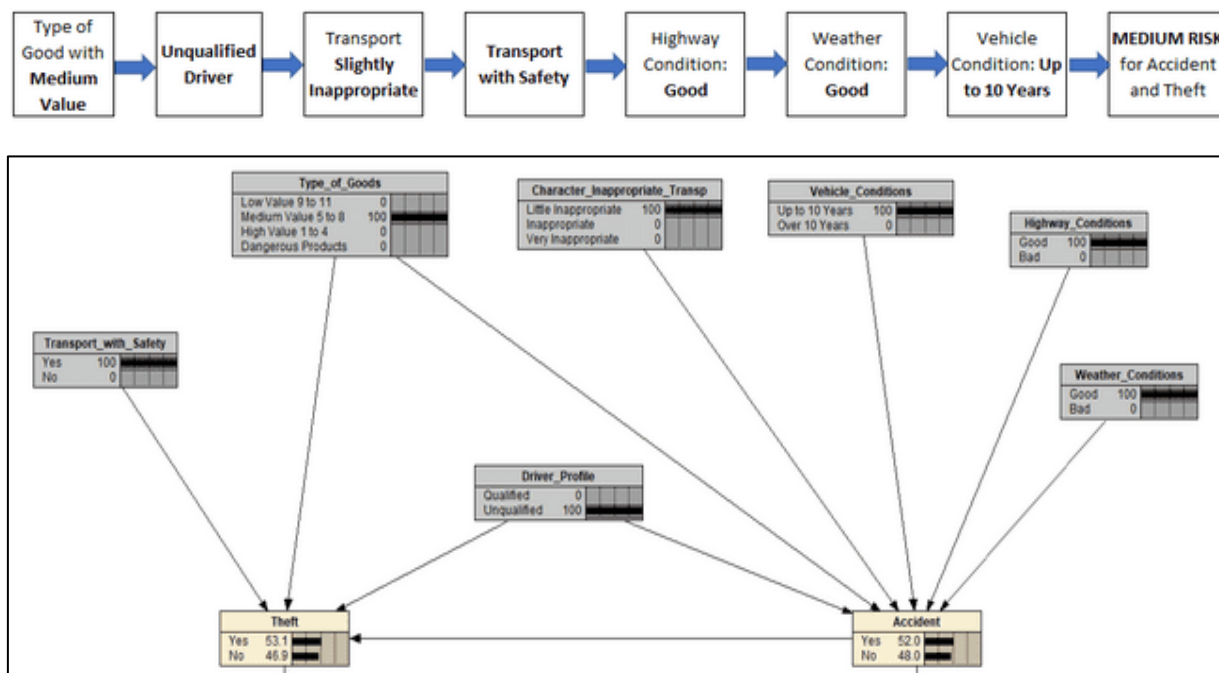 Type of
Good with
Medium
Value
Unqualified
Driver
Transport
Slightly
Inappropriate
Transport
with Safety
Highway
Condition:
Good
Weather
Condition:
Good
Vehicle
Condition: Up
to 10 Years
MEDIUM RISK
for Accident
and Theft
Type_of_Goods
Low Value 9 to 11 0
Medium Value 5 to 8 100
High Value 1 to 4 0
Dangerous Products 0
Character_Inappropriate_Transp
Little Inappropriate 100
Inappropriate 0
Very Inappropriate 0
Vehicle_Conditions
Up to 10 Years 100
Over 10 Years 0
Highway_Conditions
Good 100
Bad 0
Transport_with_Safety
Yes 100
No 0
Weather_Conditions
Good 100
Bad 0
Driver_Profile
Qualified 0
Unqualified 100
Theft
Yes 53.1
No 46.9
Accident
Yes 52.0
No 48.0